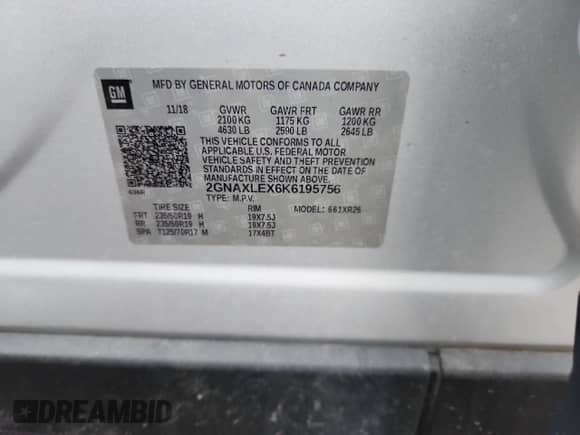 GM
MFD BY GENERAL MOTORS OF CANADA COMPANY
11/18 GVWR GAWR FRT GAWR RR
2100 KG 1175 KG 1200 KG
4630 LB 2590 LB 2645 LB
THIS VEHICLE CONFORMS TO ALL
APPLICABLE U.S. FEDERAL MOTOR
VEHICLE SAFETY AND THEFT PREVENTION
STANDARDS IN EFFECT ON THE DATE OF
MANUFACTURE SHOWN ABOVE.
2GNAXLEX6K6195756
TYPE: M.P.V.
TIRE SIZE RIM MODEL: 661XR26
FRT 235/50R19 H 19X7.5J
RR 235/50R19 H 19X7.5J
SPA T125/70R17 M 17X4BT
DREAMBID